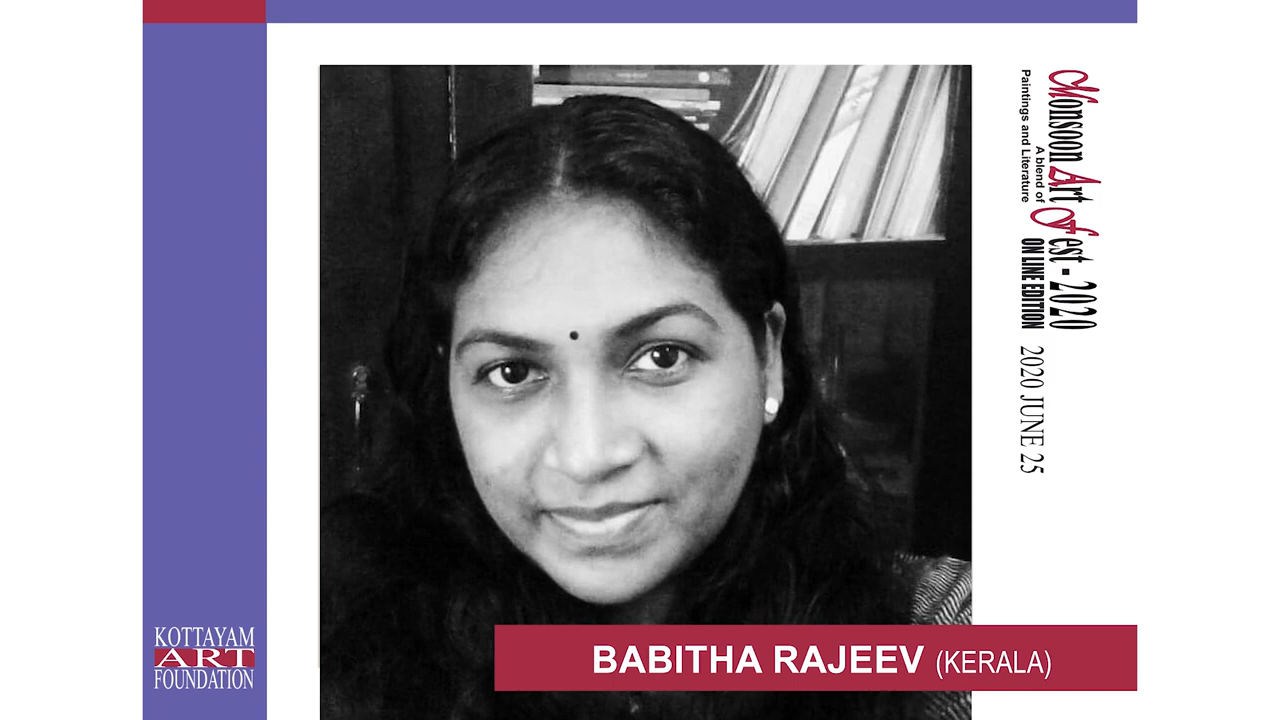 Monsoon Art Fest - 2020
A blend of
Paintings and Literature
ON LINE EDITION
2020 JUNE 25
BABITHA RAJEEV (KERALA)
KOTTAYAM
ART
FOUNDATION